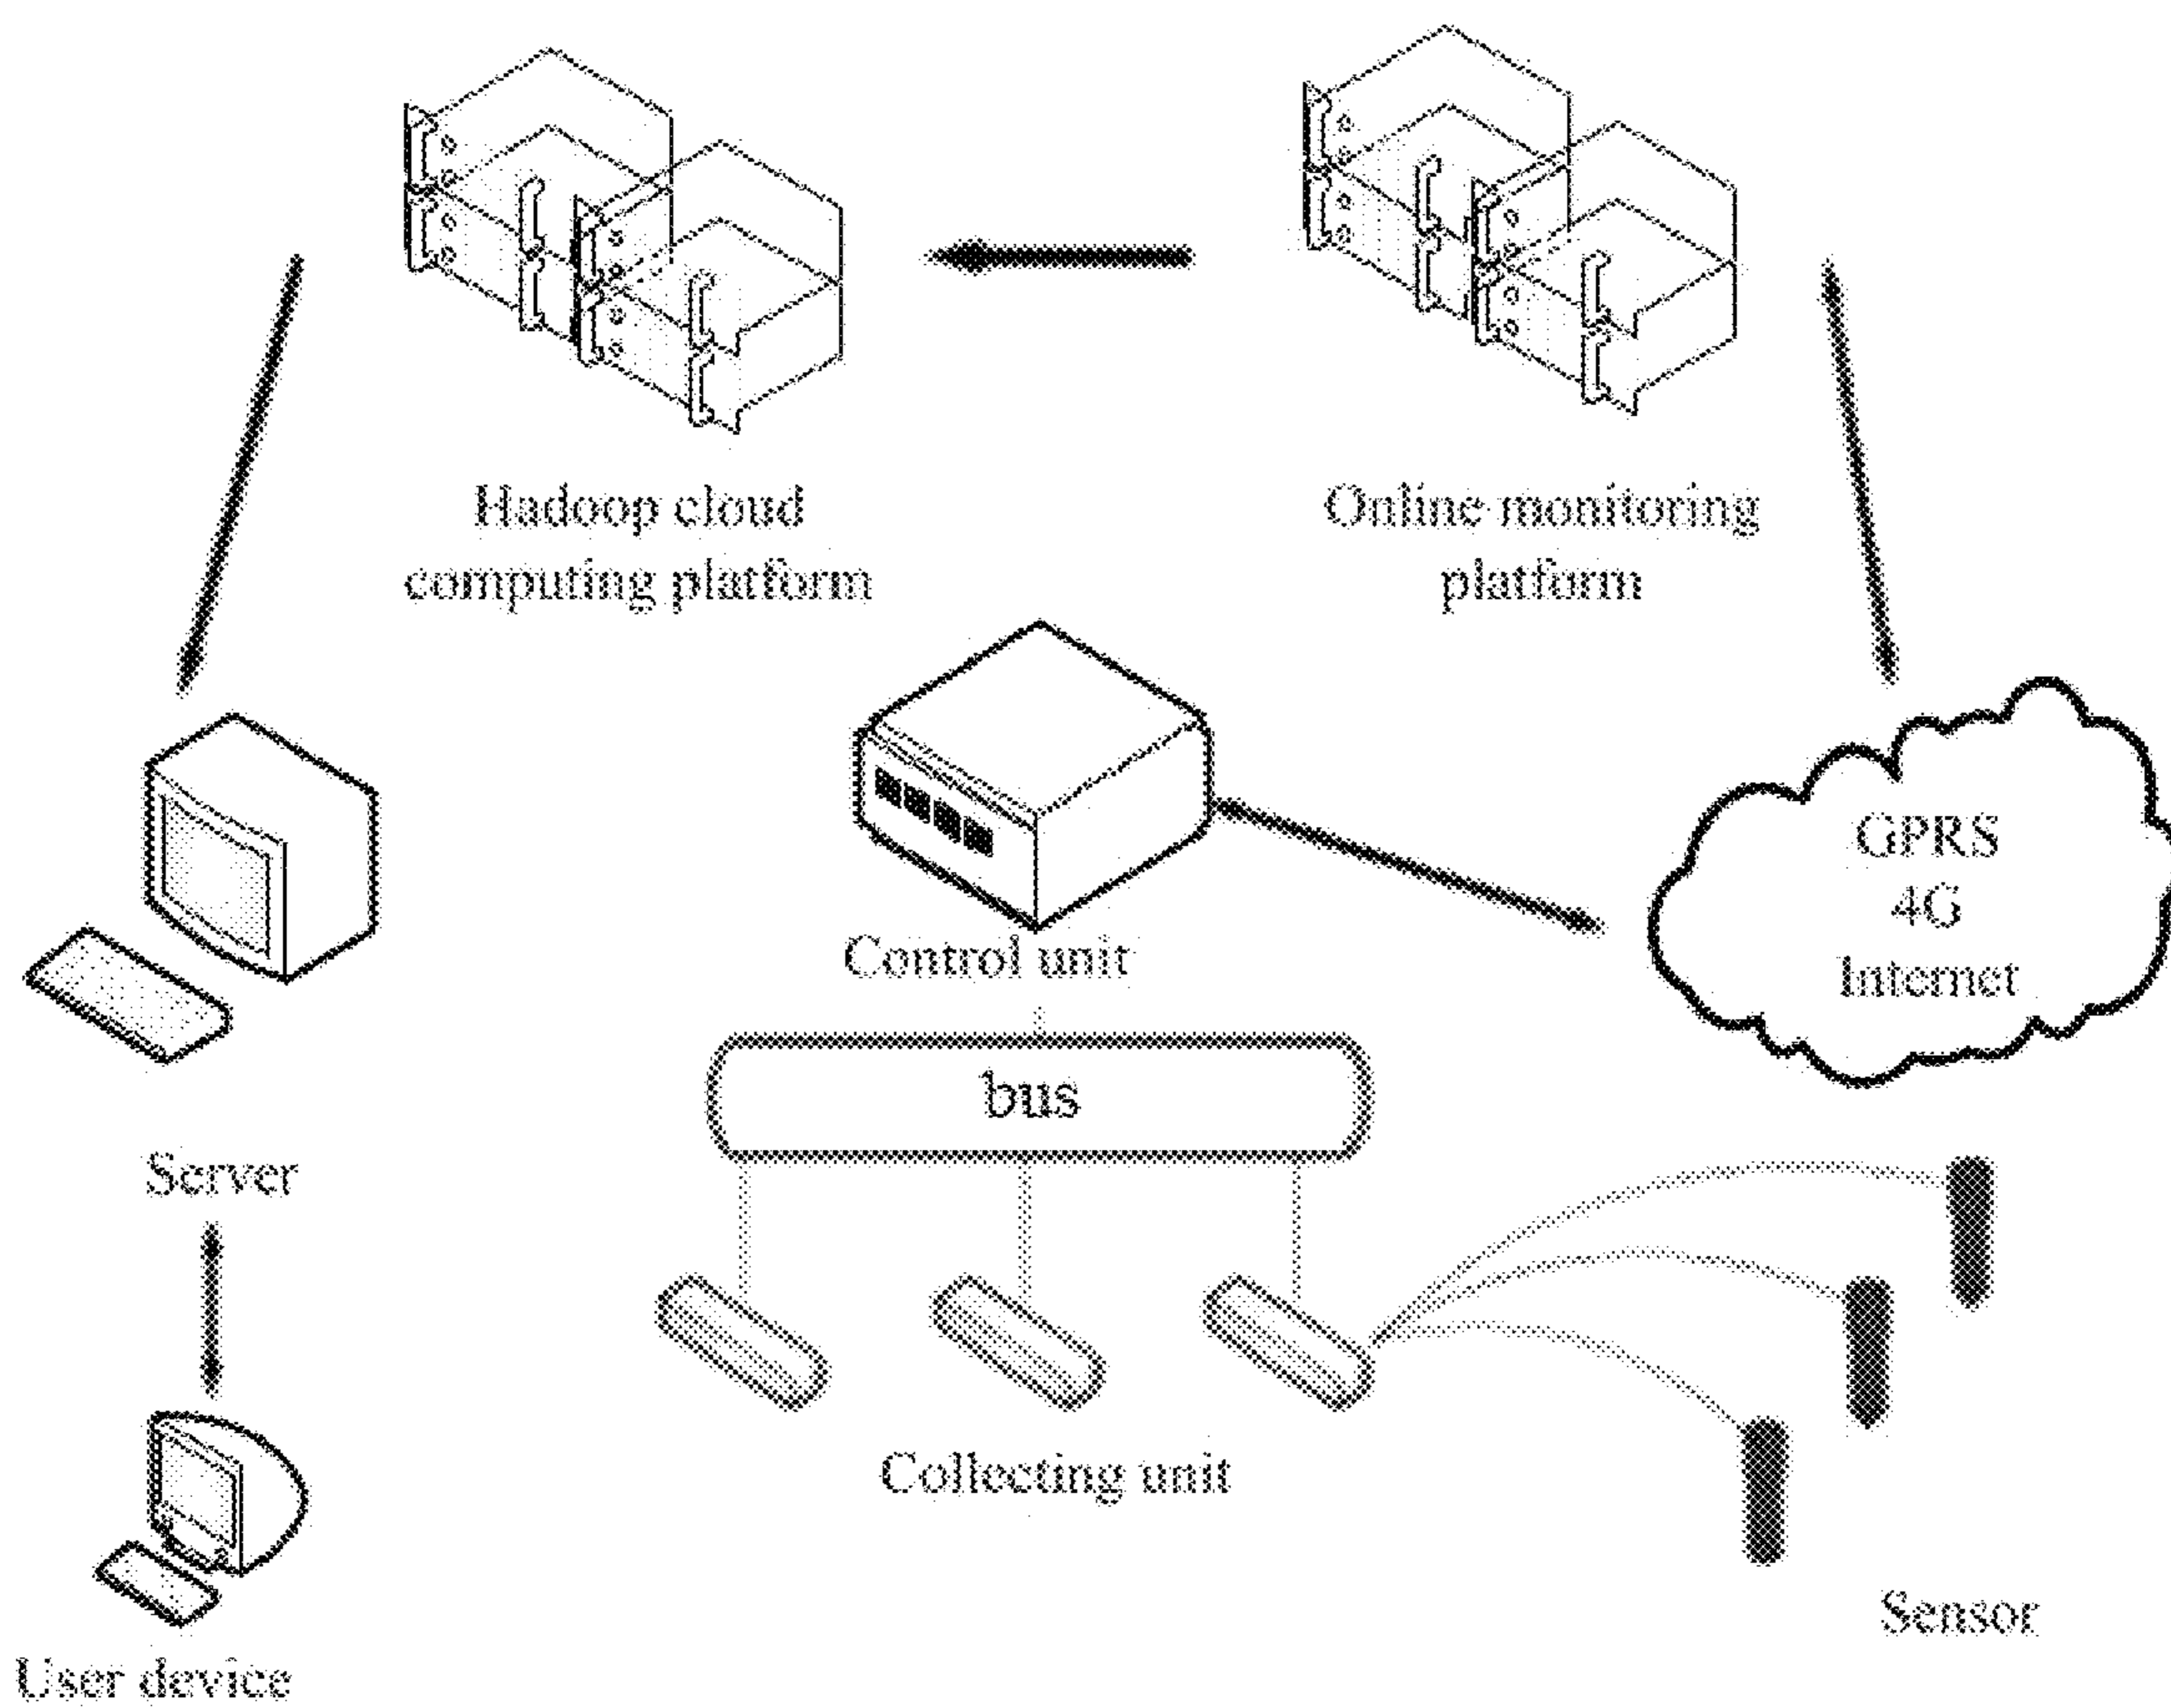 Hadoop cloud
computing platform
Online monitoring
platform
Control unit
GPRS
4G
Internet
bus
Server
Collecting unit
Sensor
User device